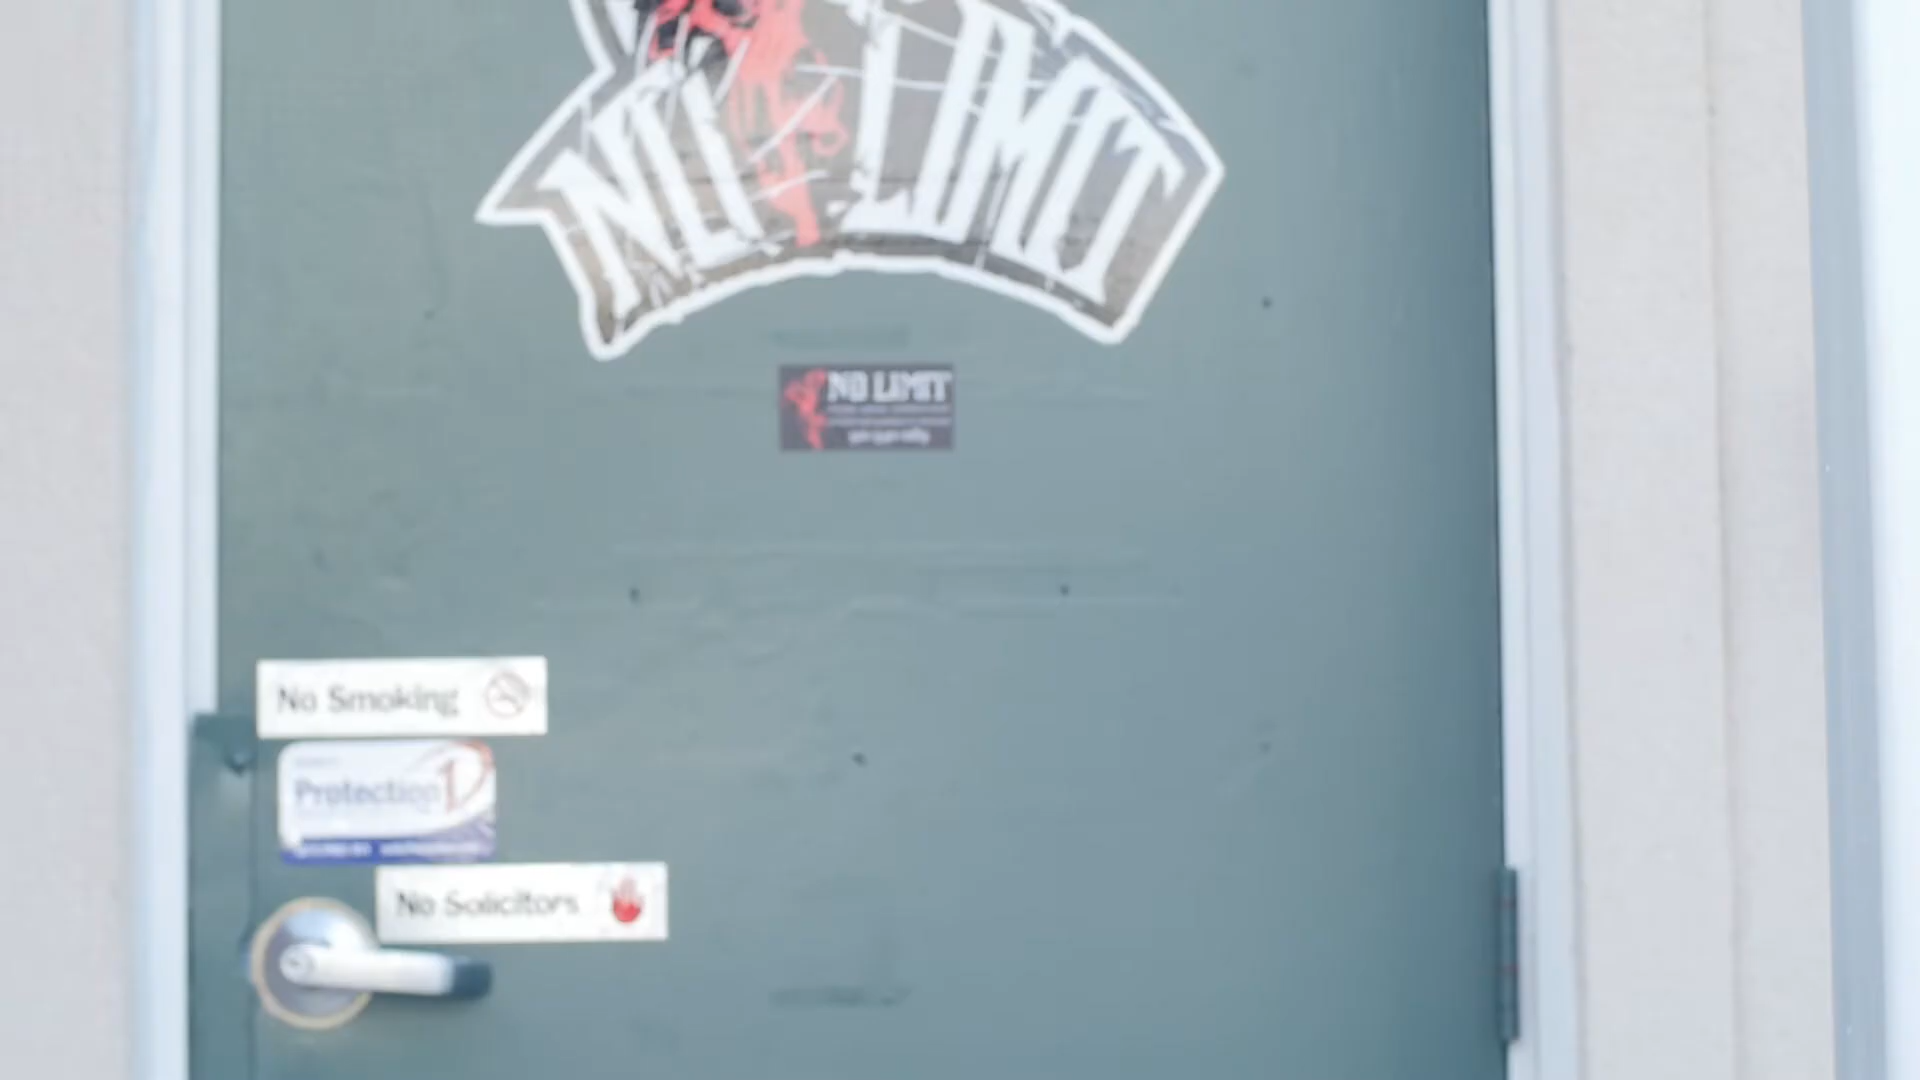 NO LIMIT
NO LIMIT
No Smoking
Protection 1
No Solicitors